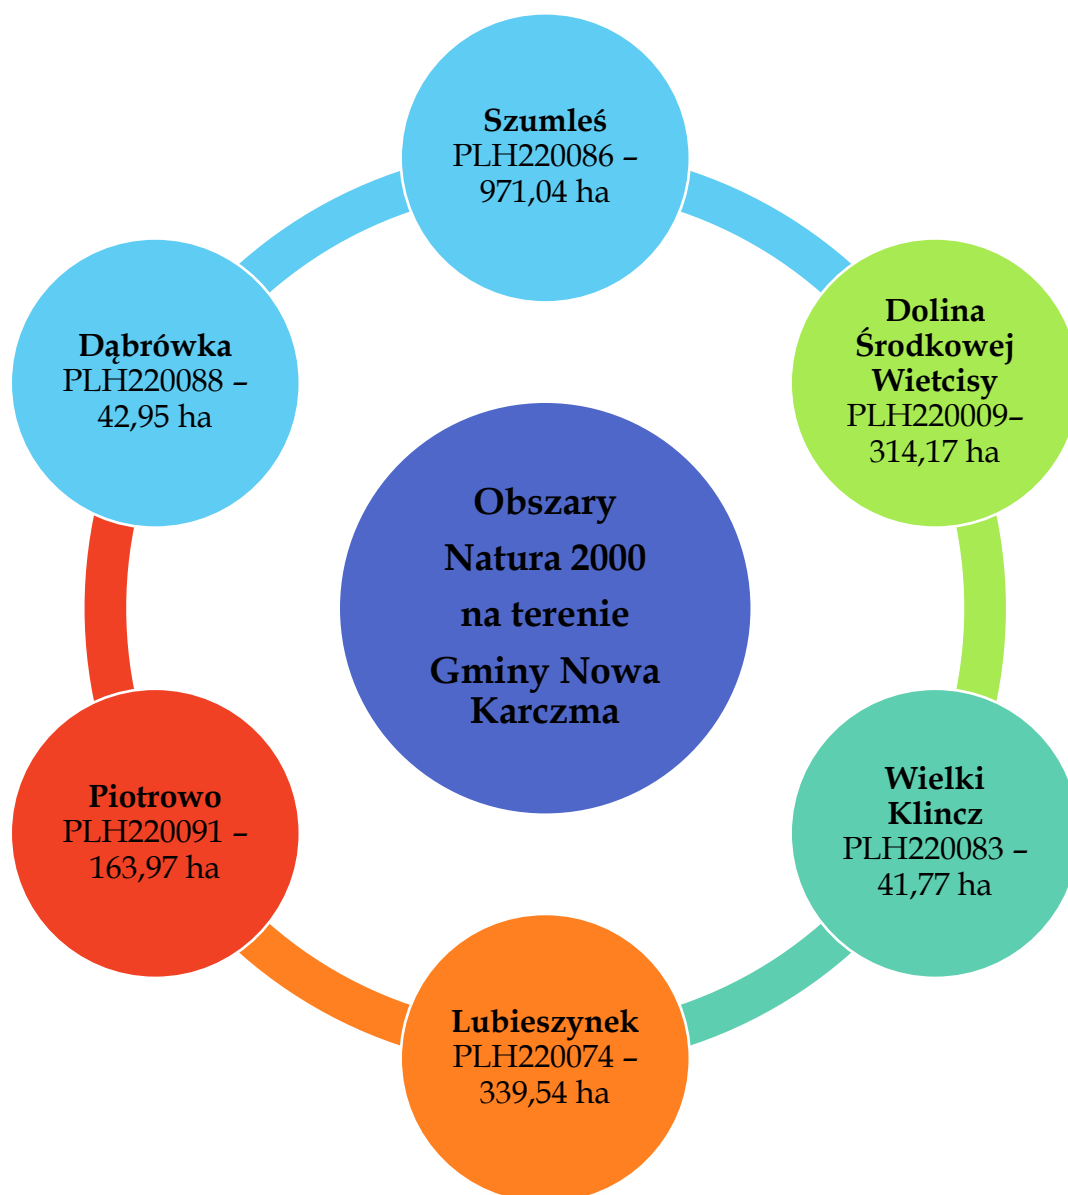 Szumleś
PLH220086 –
971,04 ha
Dolina
Środkowej
Wietcisy
PLH220009–
314,17 ha
Wielki
Klincz
PLH220083 –
41,77 ha
Lubieszynek
PLH220074 –
339,54 ha
Piotrowo
PLH220091 –
163,97 ha
Dąbrówka
PLH220088 –
42,95 ha
Obszary
Natura 2000
na terenie
Gminy Nowa
Karczma